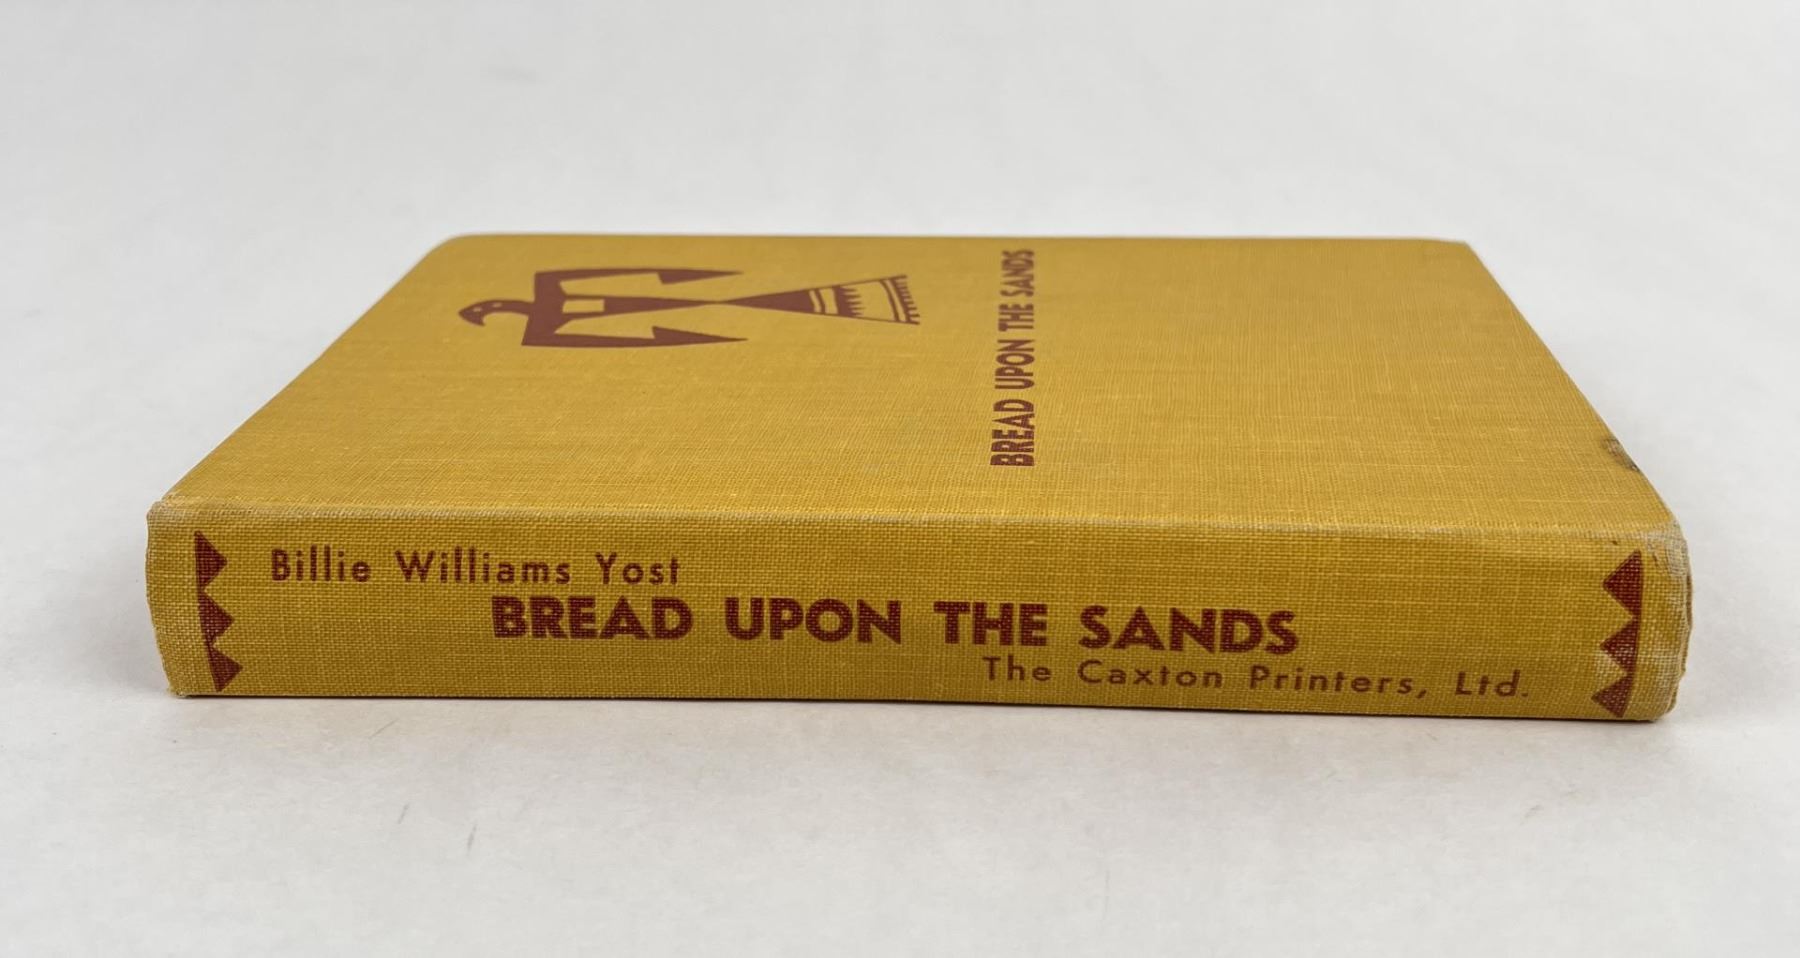 BREAD UPON THE SANDS
Billie Williams Yost
BREAD UPON THE SANDS
The Caxton Printers, Ltd.